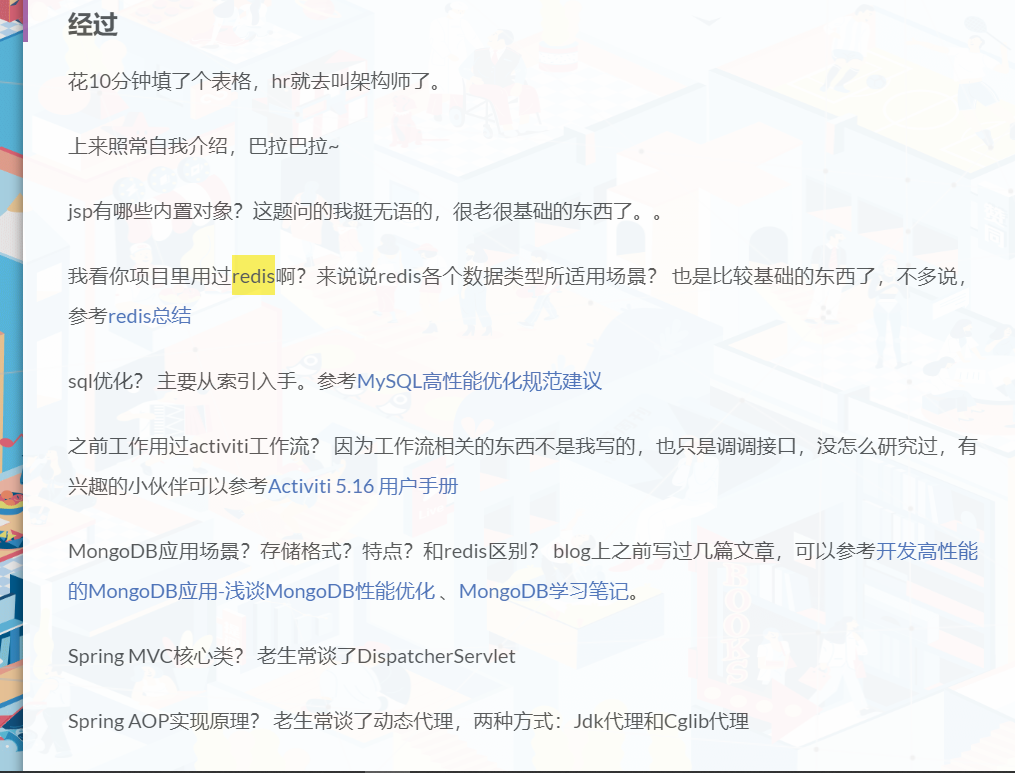 经过
花10分钟填了个表格，hr就去叫架构师了。
上来照常自我介绍，巴拉巴拉~
jsp有哪些内置对象？这题问的我挺无语的，很老很基础的东西了。。
我看你项目里用过redis啊？来说说redis各个数据类型所适用场景？ 也是比较基础的东西了，不多说，
参考redis总结
sql优化？ 主要从索引入手。参考MySQL高性能优化规范建议
之前工作用过activiti工作流？ 因为工作流相关的东西不是我写的，也只是调调接口，没怎么研究过，有
兴趣的小伙伴可以参考Activiti 5.16 用户手册
MongoDB应用场景？存储格式？特点？和redis区别？ blog上之前写过几篇文章，可以参考开发高性能
的MongoDB应用-浅谈MongoDB性能优化 、MongoDB学习笔记。
Spring MVC核心类？ 老生常谈了DispatcherServlet
Spring AOP实现原理？ 老生常谈了动态代理，两种方式：Jdk代理和Cglib代理